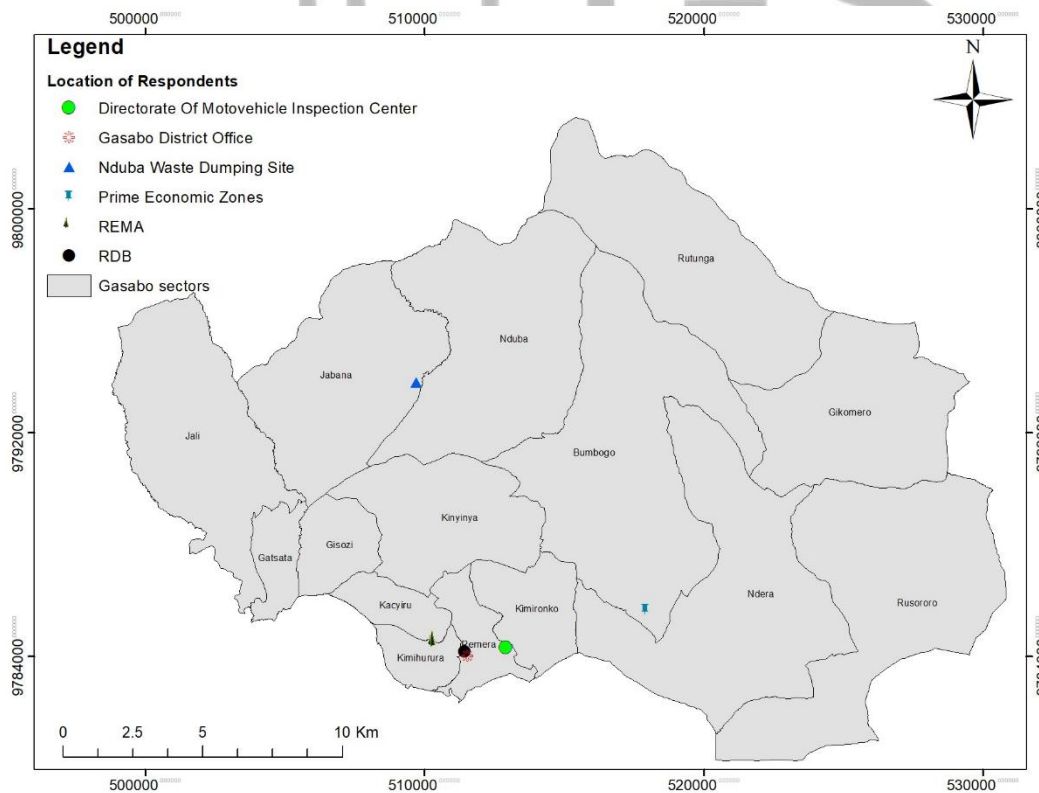 500000 510000 520000 530000
Legend
N
Location of Respondents
Directorate Of Motovehicle Inspection Center
Gasabo District Office
Nduba Waste Dumping Site
Prime Economic Zones
REMA
RDB
Gasabo sectors
9800000
9792000
9784000
Rutunga
Nduba
Jabana
Gikomero
Jali
Bumbogo
Kinyinya
Gisozi
Gatsata
Ndera
Rusororo
Kacyiru
Kimironko
Remera
Kimihurura
0 2.5 5 10 Km
500000 510000 520000 530000